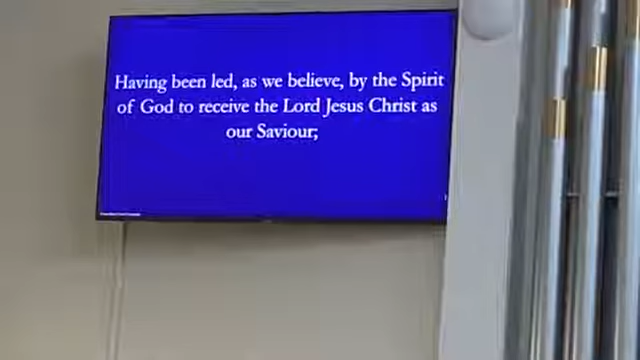 Having been led, as we believe, by the Spirit
of God to receive the Lord Jesus Christ as
our Saviour;